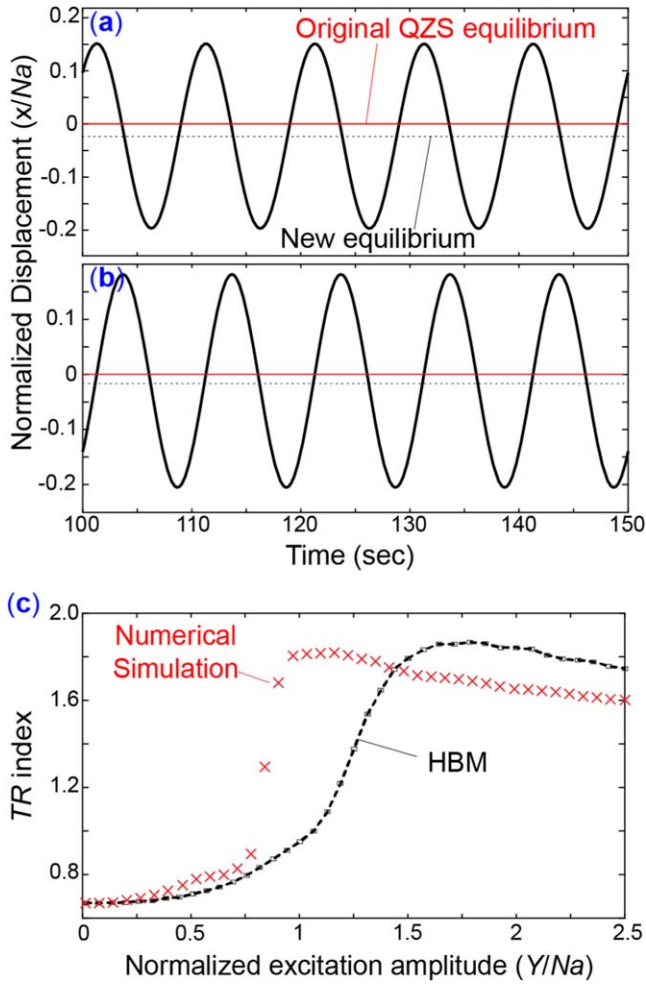 (a)
Original QZS equilibrium
0.1
0
-0.1
-0.2
New equilibrium
Normalized Displacement (x/Na)
(b)
0.1
0
-0.1
-0.2
100
110
120
130
140
150
Time (sec)
(c)
2.0
1.6
1.2
0.8
TR index
Numerical
Simulation
HBM
0
0.5
1
1.5
2
2.5
Normalized excitation amplitude (Y/Na)